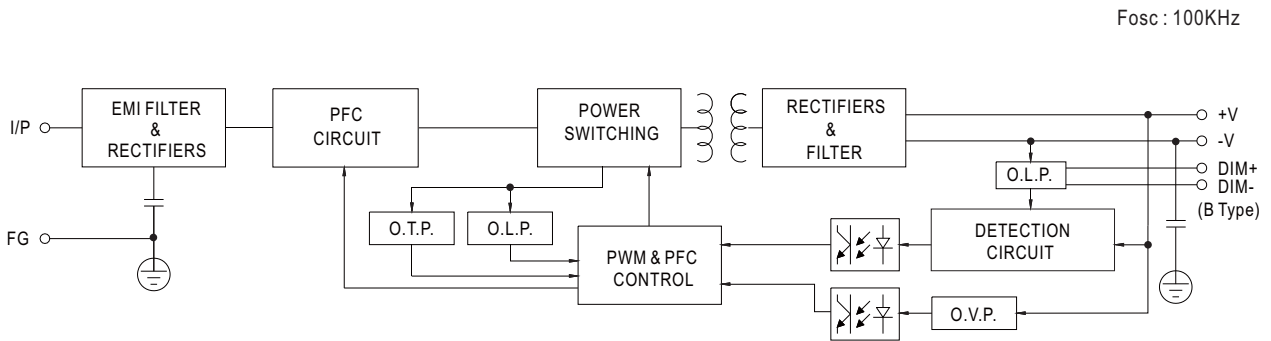 Fosc : 100KHz
I/P
EMI FILTER
&
RECTIFIERS
PFC
CIRCUIT
POWER
SWITCHING
RECTIFIERS
&
FILTER
+V
-V
DIM+
DIM-
(B Type)
O.L.P.
FG
O.T.P.
O.L.P.
PWM & PFC
CONTROL
DETECTION
CIRCUIT
O.V.P.